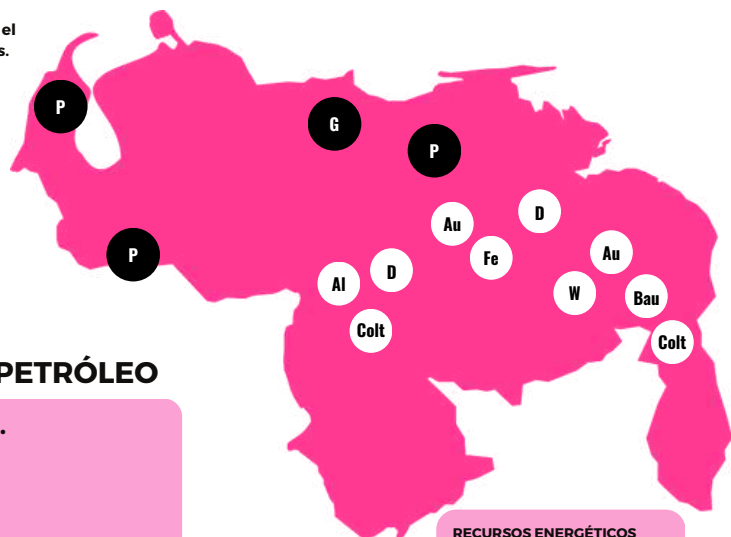 el
s.
P
G
P
Au
D
Fe
Au
P
D
Al
W
Bau
Colt
Colt
PETRÓLEO
.
RECURSOS ENERGÉTICOS